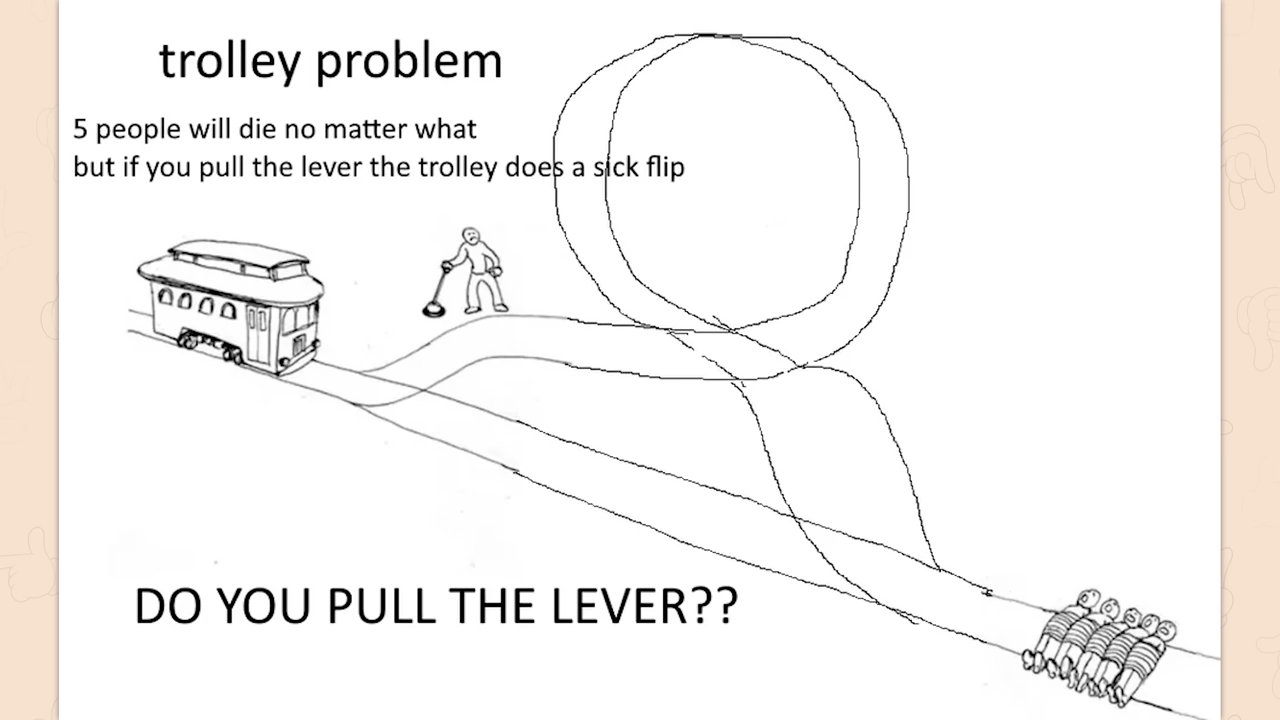 trolley problem
5 people will die no matter what
but if you pull the lever the trolley does a sick flip
DO YOU PULL THE LEVER??